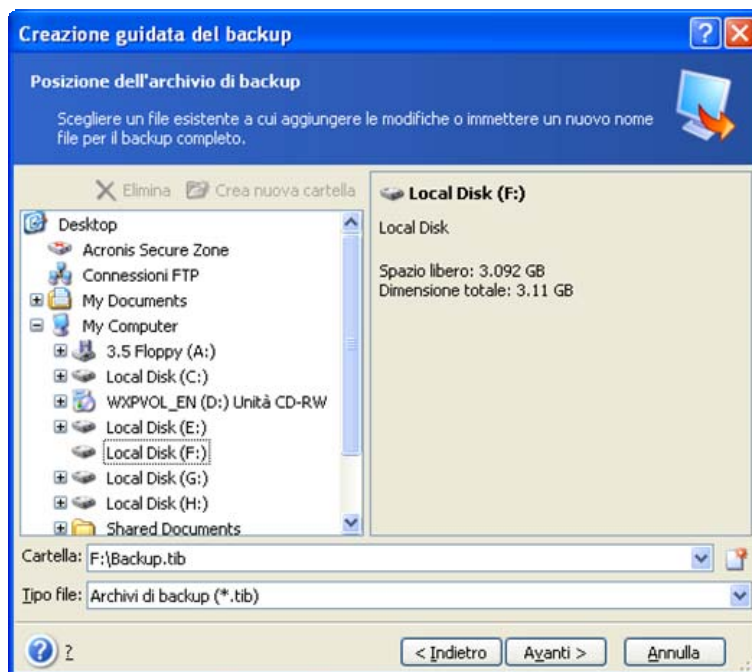 Creazione guidata del backup
Posizione dell'archivio di backup
Scegliere un file esistente a cui aggiungere le modifiche o immettere un nuovo nome
file per il backup completo.
Elimina Crea nuova cartella
Desktop
Acronis Secure Zone
Connessioni FTP
My Documents
My Computer
3.5 Floppy (A:)
Local Disk (C:)
WXPVOL_EN (D:) Unità CD-RW
Local Disk (E:)
Local Disk (F:)
Local Disk (G:)
Local Disk (H:)
Shared Documents
Local Disk (F:)
Local Disk
Spazio libero: 3.092 GB
Dimensione totale: 3.11 GB
Cartella: F:\Backup.tib
Tipo file: Archivi di backup (*.tib)
? ?
< Indietro Avanti > Annulla